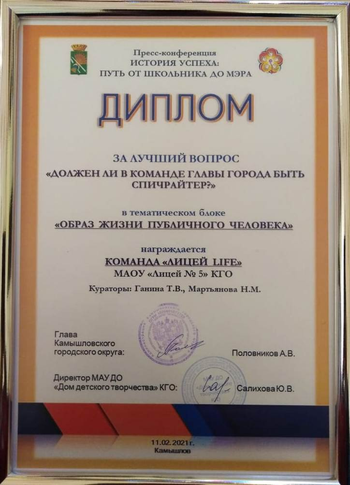 Пресс-конференция
ИСТОРИЯ УСПЕХА:
ПУТЬ ОТ ШКОЛЬНИКА ДО МЭРА
ДИПЛОМ
ЗА ЛУЧШИЙ ВОПРОС
«ДОЛЖЕН ЛИ В КОМАНДЕ ГЛАВЫ ГОРОДА БЫТЬ
СПИЧРАЙТЕР?»
в тематическом блоке
«ОБРАЗ ЖИЗНИ ПУБЛИЧНОГО ЧЕЛОВЕКА»
награждается
КОМАНДА «ЛИЦЕЙ LIFE»
МАОУ «Лицей № 5» КГО
Кураторы: Ганина Т.В., Мартьянова Н.М.
Глава
Камышловского
городского округа:
Половников А.В.
Директор МАУ ДО
«Дом детского творчества» КГО:
Салихова Ю.В.
11.02.2021г.
Камышлов